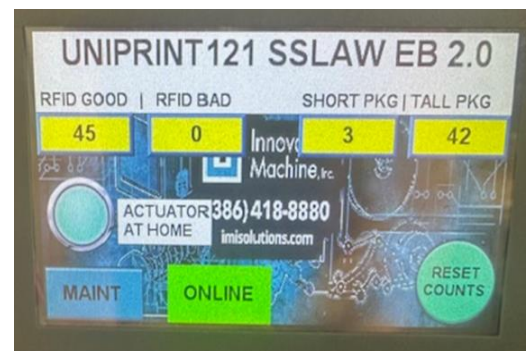 UNIPRINT121 SSLAW EB 2.0
RFID GOOD | RFID BAD SHORT PKG | TALL PKG
45 0 3 42
Machine, Inc.
ACTUATOR AT HOME
386) 418-8880
imisolutions.com
MAINT ONLINE
RESET COUNTS